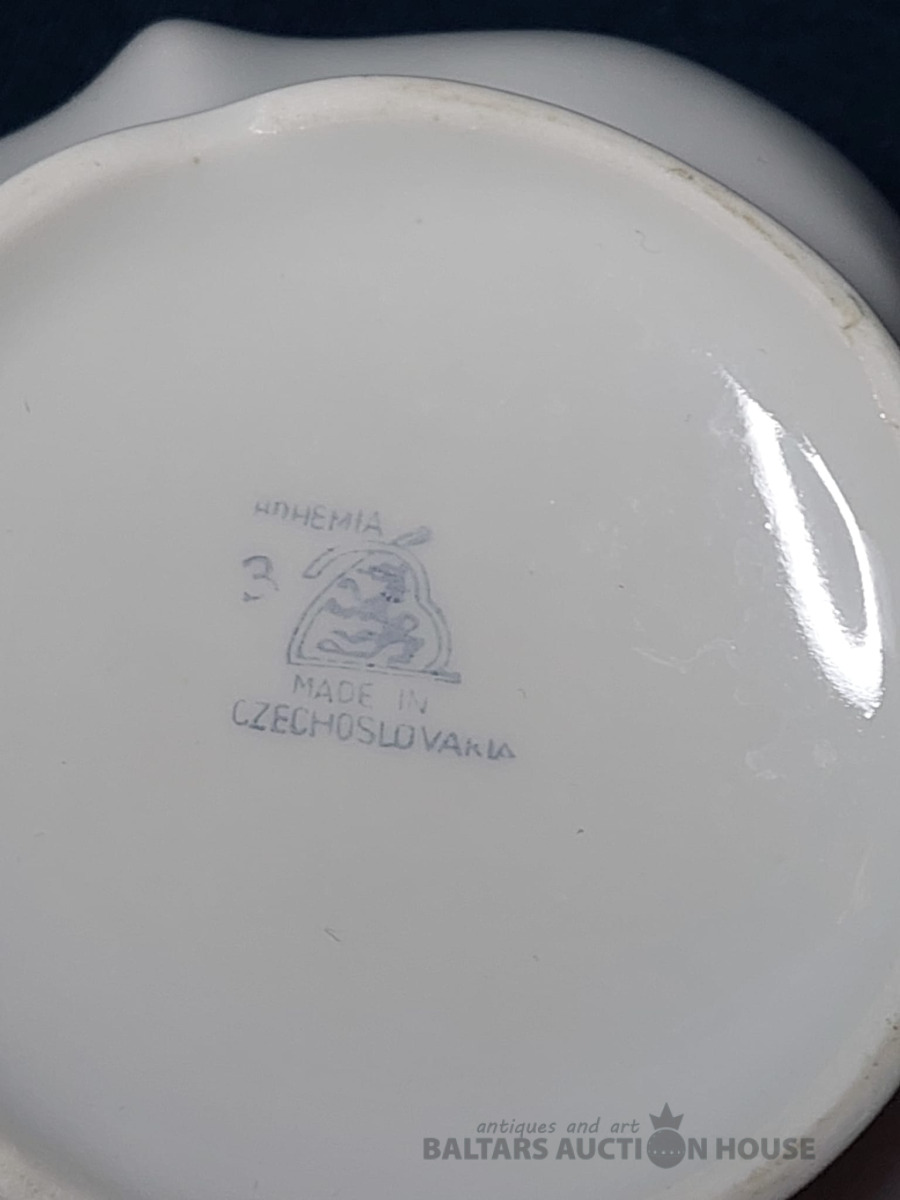 BOHEMIA
3
MADE IN
CZECHOSLOVAKIA
antiques and art
BALTARS AUCTION HOUSE